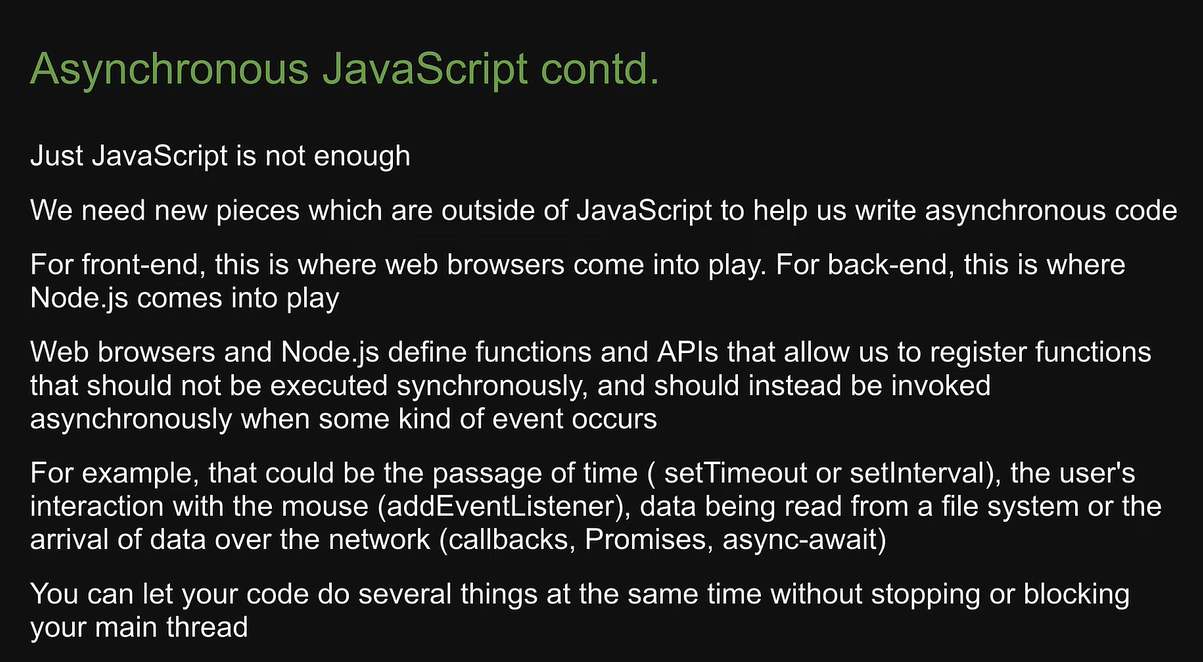 Asynchronous JavaScript contd.
Just JavaScript is not enough
We need new pieces which are outside of JavaScript to help us write asynchronous code
For front-end, this is where web browsers come into play. For back-end, this is where
Node.js comes into play
Web browsers and Node.js define functions and APIs that allow us to register functions
that should not be executed synchronously, and should instead be invoked
asynchronously when some kind of event occurs
For example, that could be the passage of time ( setTimeout or setInterval), the user's
interaction with the mouse (addEventListener), data being read from a file system or the
arrival of data over the network (callbacks, Promises, async-await)
You can let your code do several things at the same time without stopping or blocking
your main thread